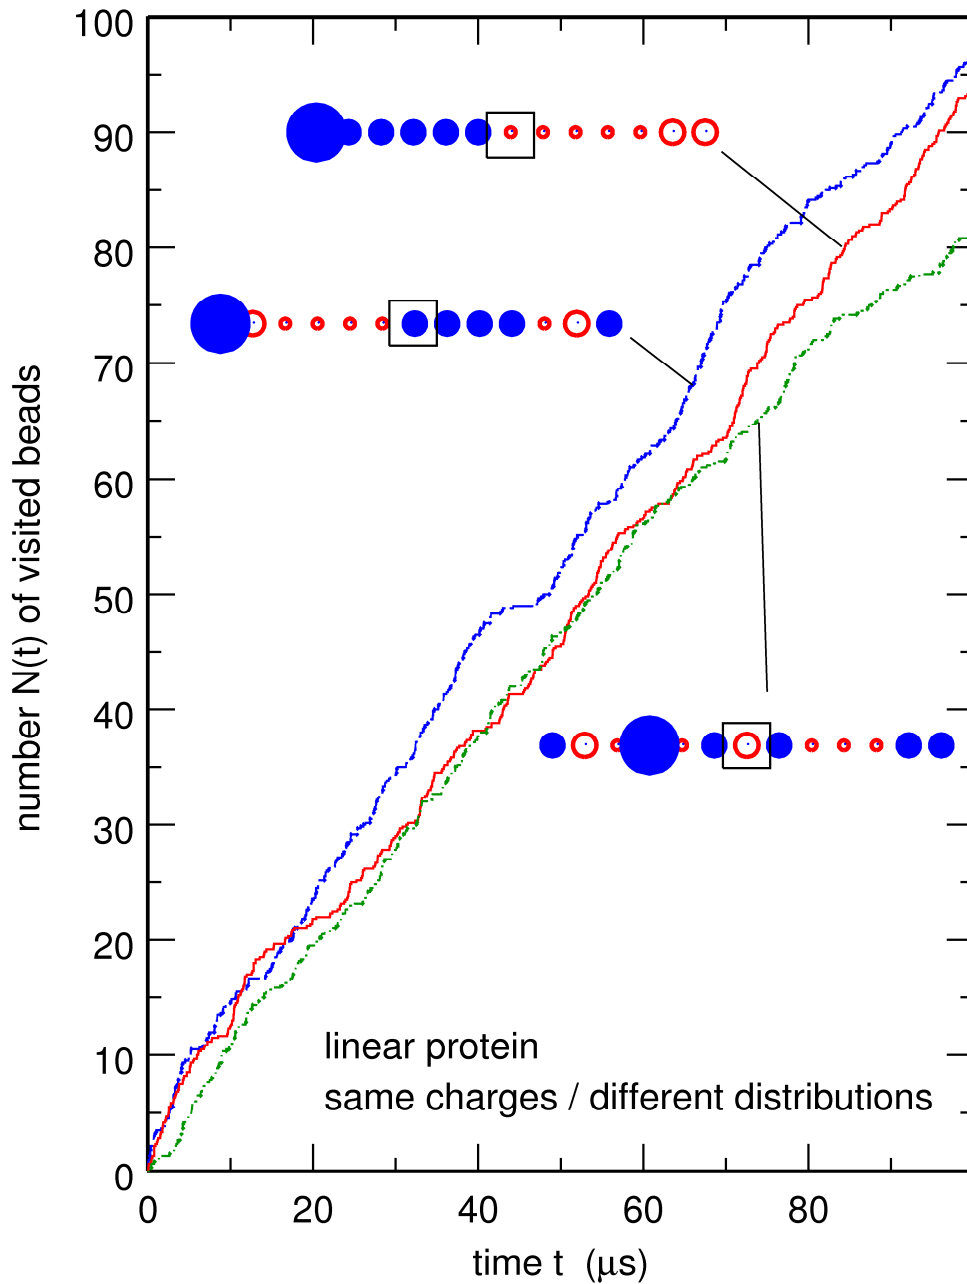 100
90
80
70
60
50
40
30
20
10
0
number N(t) of visited beads
linear protein
same charges / different distributions
0 20 40 60 80
time t (μs)